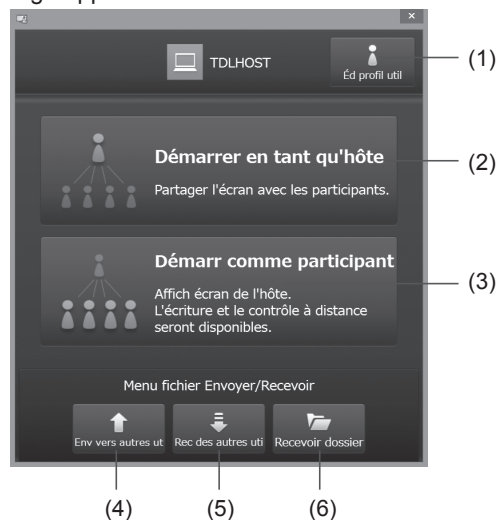 TDLHOST
Éd profil util
(1)
Démarrer en tant qu'hôte
(2)
Partager l'écran avec les participants.
Démarr comme participant
(3)
Affich écran de l'hôte.
L'écriture et le contrôle à distance
seront disponibles.
Menu fichier Envoyer/Recevoir
Env vers autres ut
Rec des autres uti
Recevoir dossier
(4)
(5)
(6)